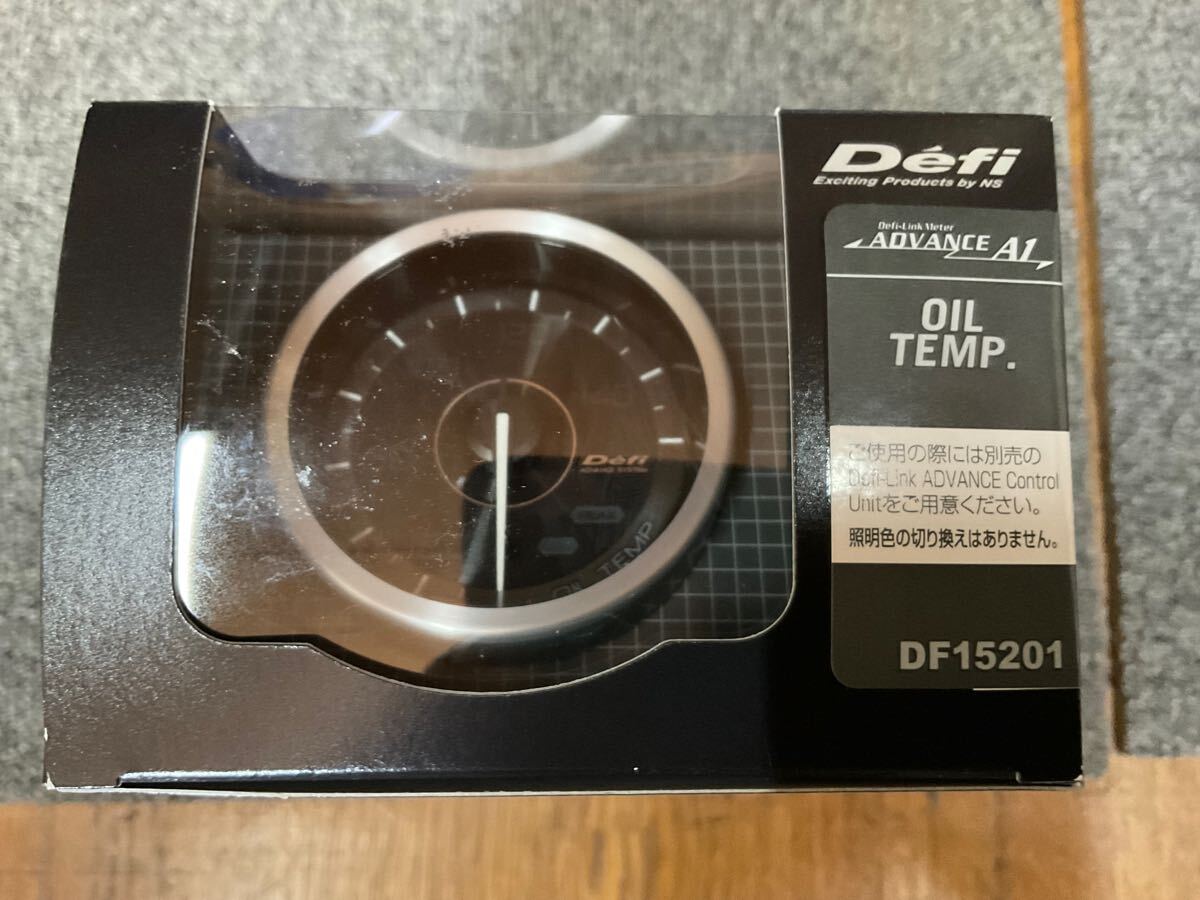 Défi
Exciting Products by NS
Defi-Link Meter
ADVANCE A1
OIL
TEMP.
ご使用の際には別売の
Defi-Link ADVANCE Control
Unitをご用意ください。
照明色の切り換えはありません。
DF15201
Défi
TEMP